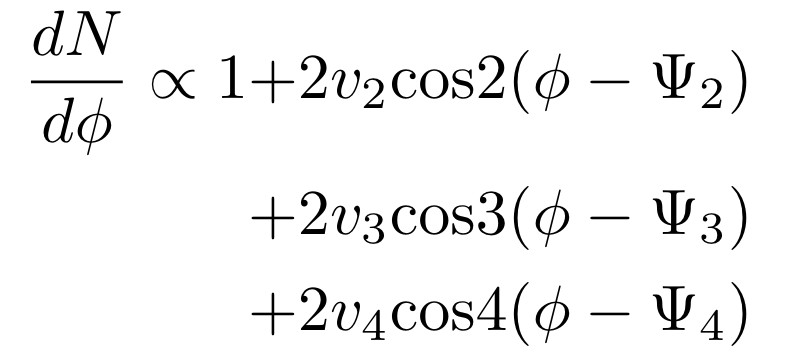 dN/dϕ ∝ 1+2v₂cos2(ϕ − Ψ₂)
+2v₃cos3(ϕ − Ψ₃)
+2v₄cos4(ϕ − Ψ₄)